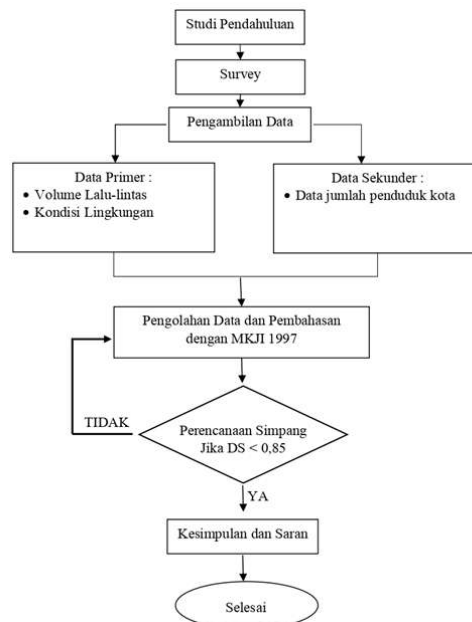 Studi Pendahuluan
Survey
Pengambilan Data
Data Primer :
• Volume Lalu-lintas
• Kondisi Lingkungan
Data Sekunder :
• Data jumlah penduduk kota
Pengolahan Data dan Pembahasan
dengan MKJI 1997
TIDAK
Perencanaan Simpang
Jika DS < 0,85
YA
Kesimpulan dan Saran
Selesai